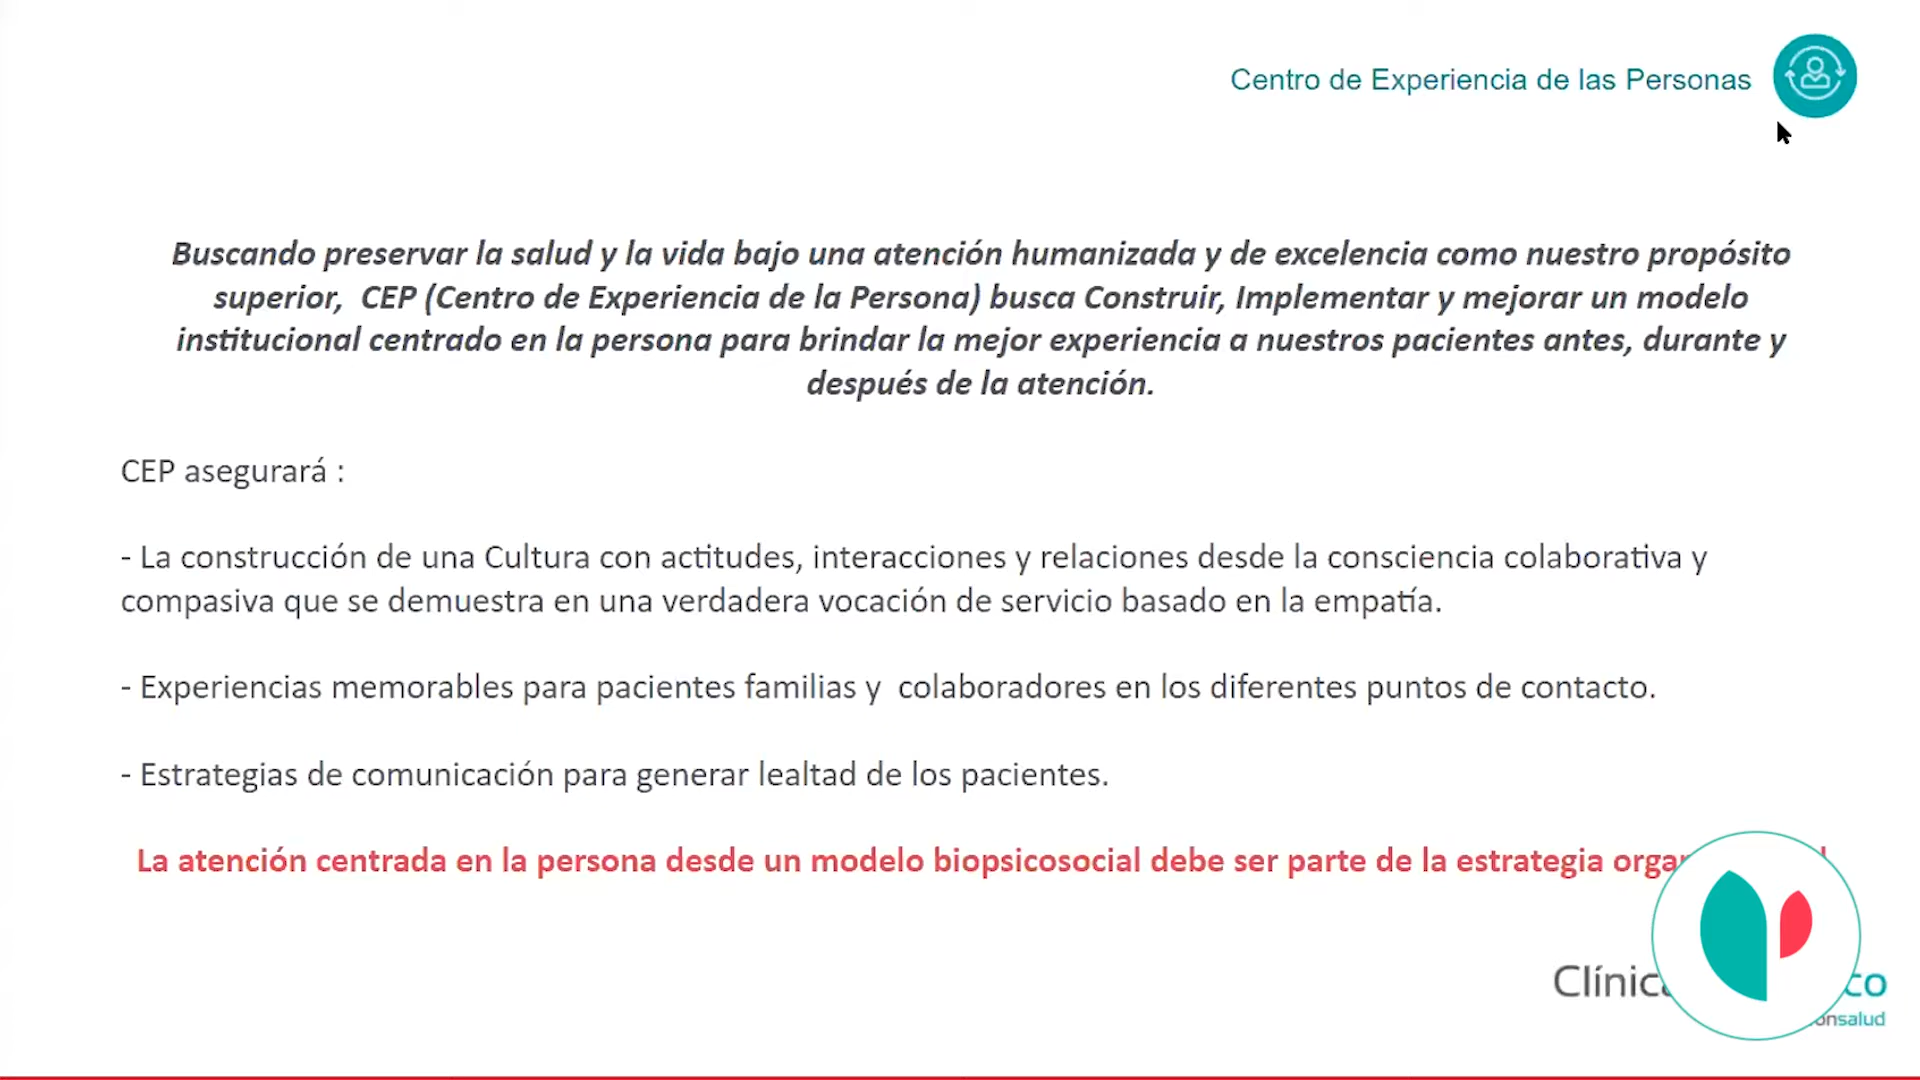 Centro de Experiencia de las Personas
Buscando preservar la salud y la vida bajo una atención humanizada y de excelencia como nuestro propósito
superior, CEP (Centro de Experiencia de la Persona) busca Construir, Implementar y mejorar un modelo
institucional centrado en la persona para brindar la mejor experiencia a nuestros pacientes antes, durante y
después de la atención.
CEP asegurará :
- La construcción de una Cultura con actitudes, interacciones y relaciones desde la consciencia colaborativa y
compasiva que se demuestra en una verdadera vocación de servicio basado en la empatía.
- Experiencias memorables para pacientes familias y colaboradores en los diferentes puntos de contacto.
- Estrategias de comunicación para generar lealtad de los pacientes.
La atención centrada en la persona desde un modelo biopsicosocial debe ser parte de la estrategia